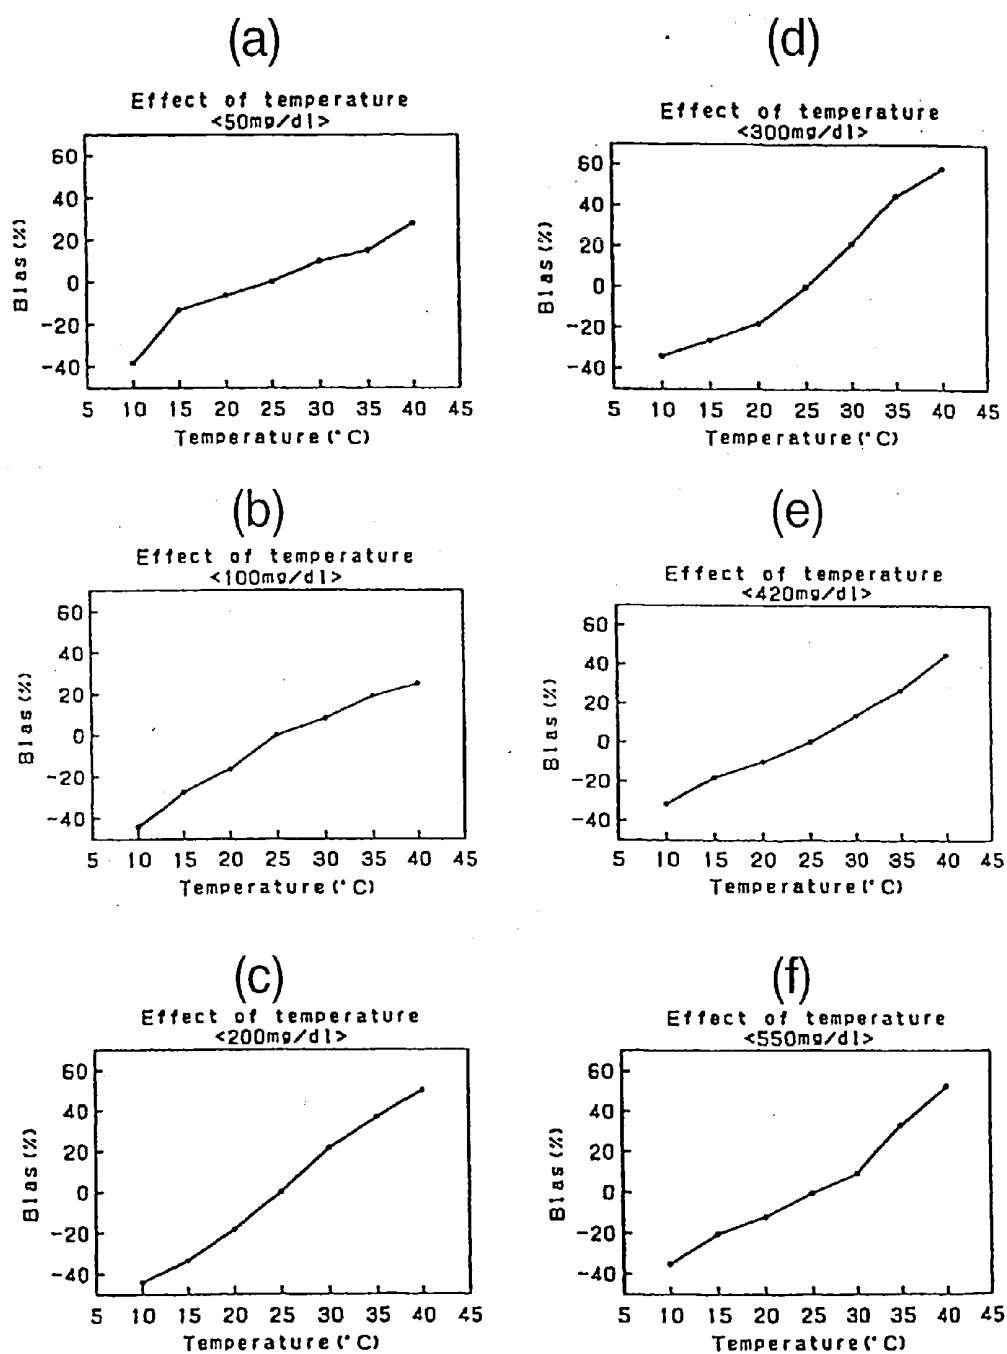 (a)
Effect of temperature
<50mg/dl>
60
40
20
0
-20
-40
Bias(%)
5 10 15 20 25 30 35 40 45
Temperature(°C)
(b)
Effect of temperature
<100mg/dl>
60
40
20
0
-20
-40
Bias(%)
5 10 15 20 25 30 35 40 45
Temperature(°C)
(c)
Effect of temperature
<200mg/dl>
60
40
20
0
-20
-40
Bias(%)
5 10 15 20 25 30 35 40 45
Temperature(°C)
(d)
Effect of temperature
<300mg/dl>
60
40
20
0
-20
-40
Bias(%)
5 10 15 20 25 30 35 40 45
Temperature(°C)
(e)
Effect of temperature
<420mg/dl>
60
40
20
0
-20
-40
Bias(%)
5 10 15 20 25 30 35 40 45
Temperature(°C)
(f)
Effect of temperature
<550mg/dl>
60
40
20
0
-20
-40
Bias(%)
5 10 15 20 25 30 35 40 45
Temperature(°C)